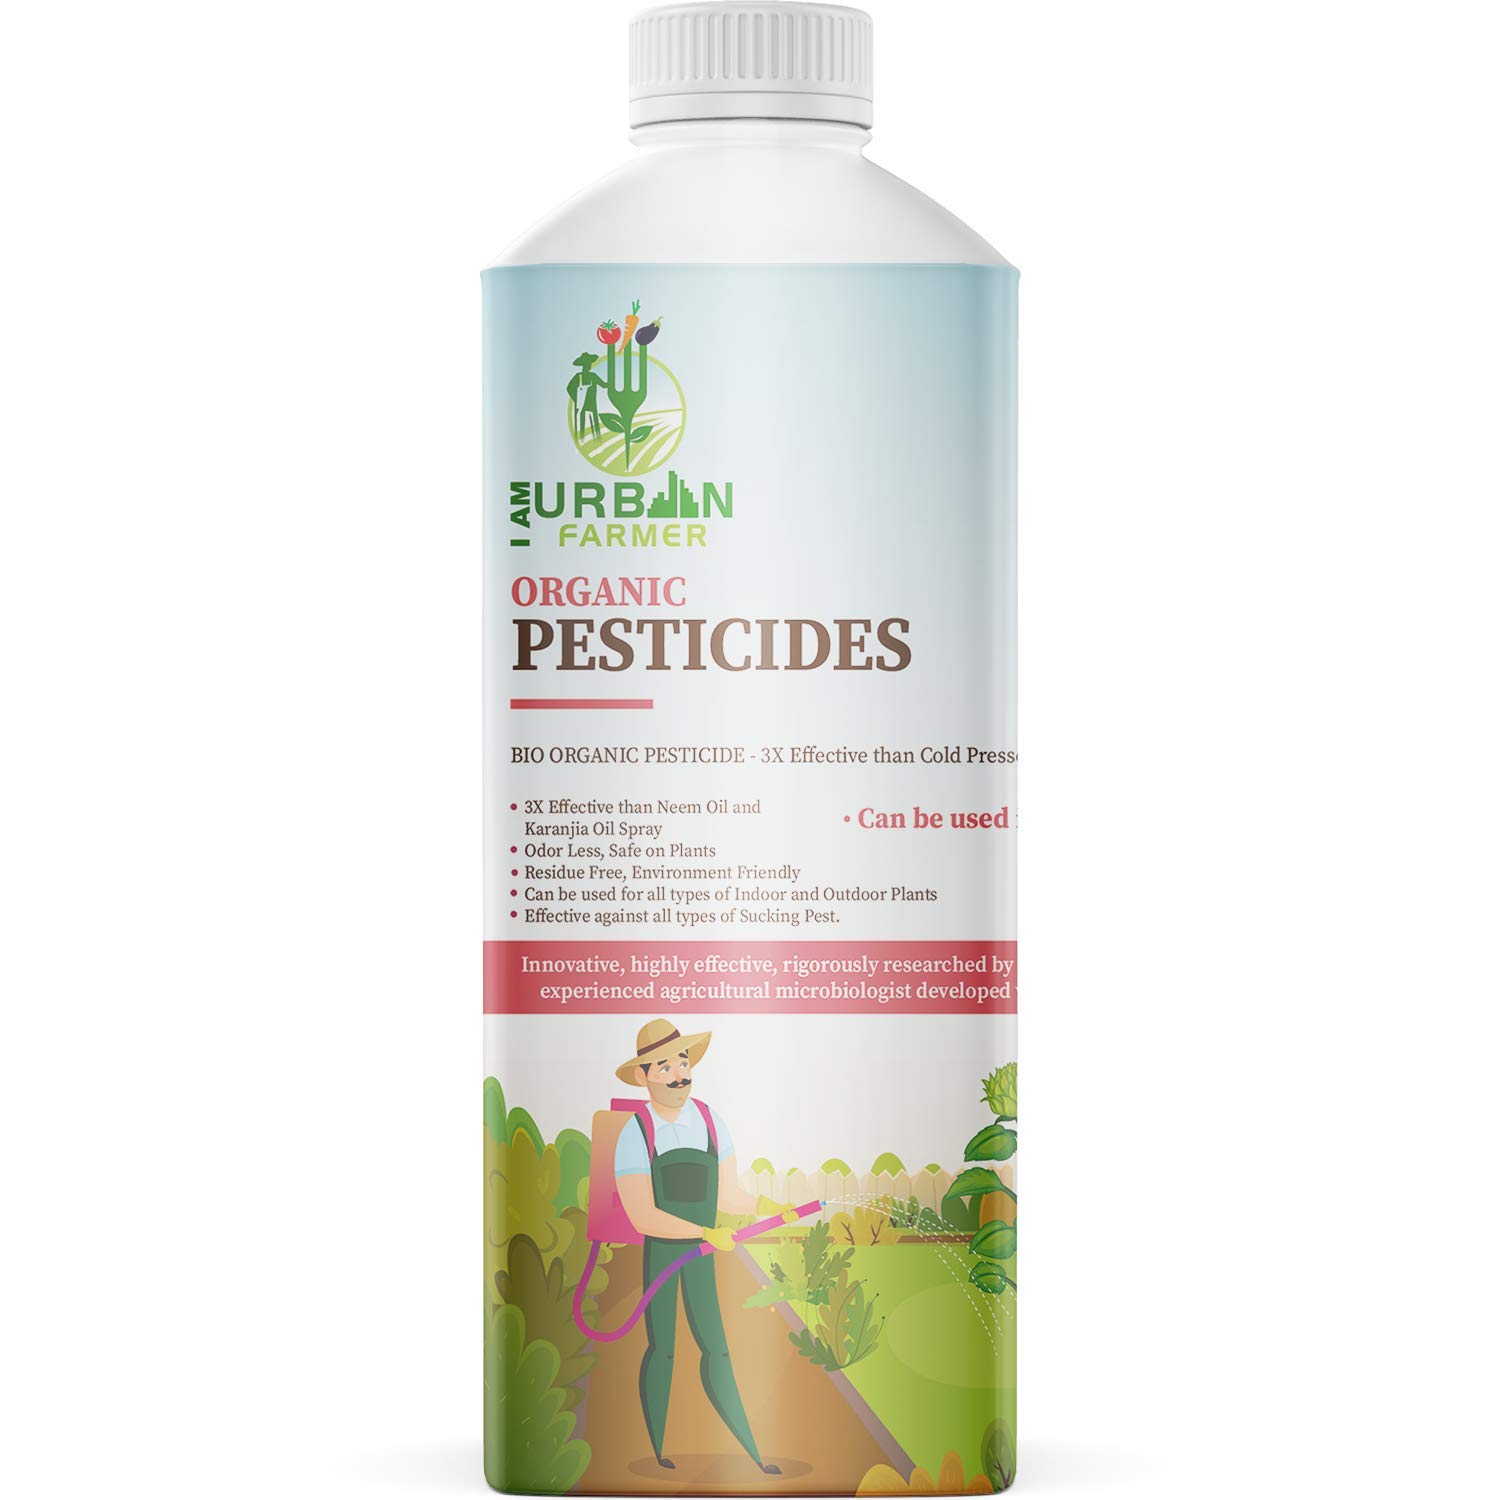 I AM URBAN
FARMER
ORGANIC
PESTICIDES
BIO ORGANIC PESTICIDE - 3X Effective than Cold
• 3X Effective than Neem Oil and
Karanjia Oil Spray
• Odor Less, Safe on Plants
• Residue Free, Environment Friendly
• Can be used for all types of Indoor and Outdoor Plants
• Effective against all types of Sucking Pest.
• Can be used
Innovative, highly effective, rigorously researched by
experienced agricultural microbiologist developed